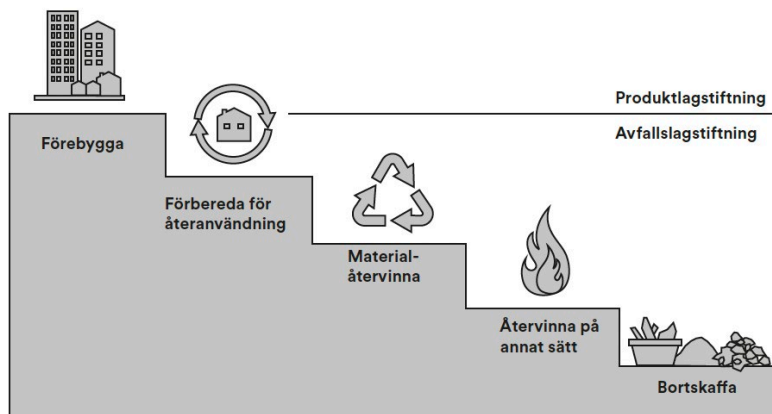 Produktlagstiftning
Avfallslagstiftning
Förebygga
Förbereda för
återanvändning
Material-
återvinna
Återvinna på
annat sätt
Bortskaffa